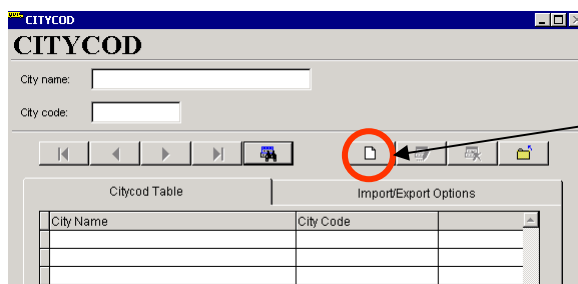 CITYCOD
CITYCOD
City name:
City code:
Citycod Table
Import/Export Options
City Name
City Code